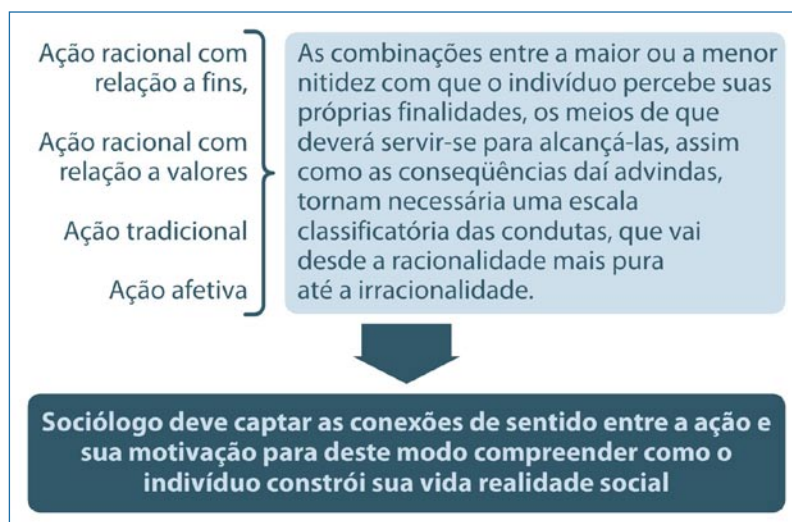 Ação racional com
relação a fins,
Ação racional com
relação a valores
Ação tradicional
Ação afetiva
As combinações entre a maior ou a menor
nitidez com que o indivíduo percebe suas
próprias finalidades, os meios de que
deverá servir-se para alcançá-las, assim
como as conseqüências daí advindas,
tornam necessária uma escala
classificatória das condutas, que vai
desde a racionalidade mais pura
até a irracionalidade.
Sociólogo deve captar as conexões de sentido entre a ação e
sua motivação para deste modo compreender como o
indivíduo constrói sua vida realidade social